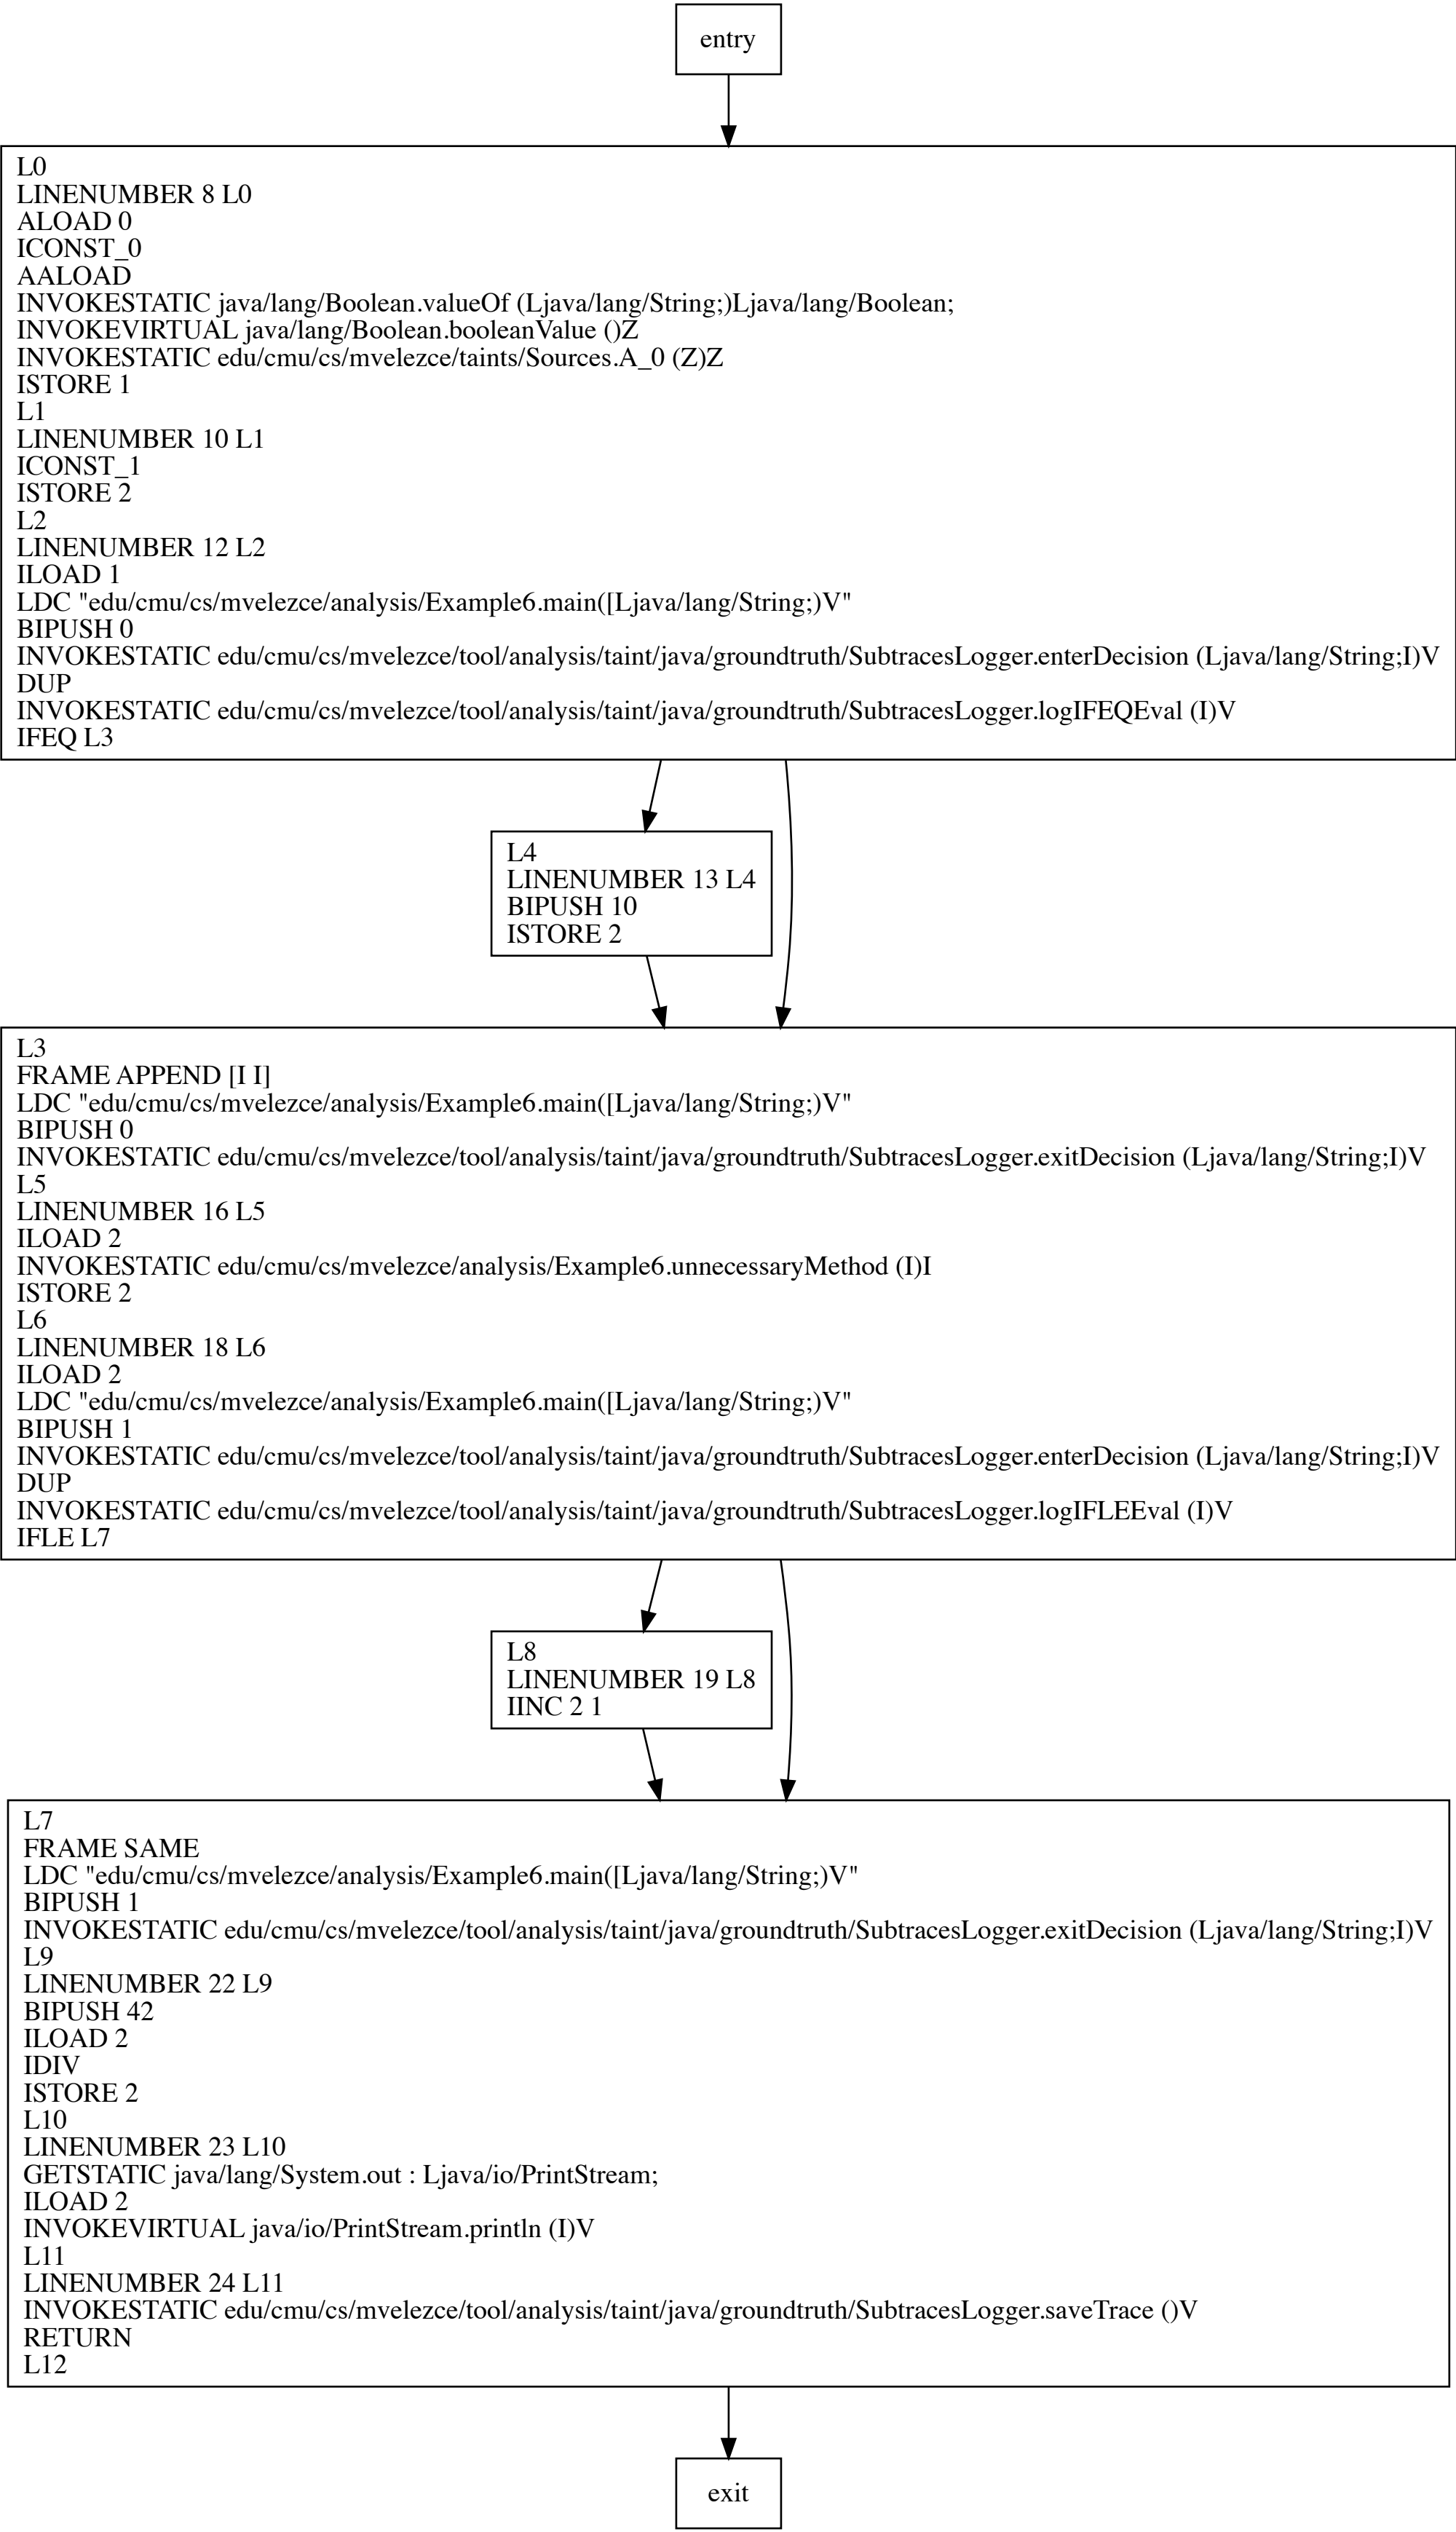 entry
L0
LINENUMBER 8 L0
ALOAD 0
ICONST_0
AALOAD
INVOKESTATIC java/lang/Boolean.valueOf (Ljava/lang/String;)Ljava/lang/Boolean;
INVOKEVIRTUAL java/lang/Boolean.booleanValue ()Z
INVOKESTATIC edu/cmu/cs/mvelezce/taints/Sources.A_0 (Z)Z
ISTORE 1
L1
LINENUMBER 10 L1
ICONST_1
ISTORE 2
L2
LINENUMBER 12 L2
ILOAD 1
LDC "edu/cmu/cs/mvelezce/analysis/Example6.main([Ljava/lang/String;)V"
BIPUSH 0
INVOKESTATIC edu/cmu/cs/mvelezce/tool/analysis/taint/java/groundtruth/SubtracesLogger.enterDecision (Ljava/lang/String;I)V
DUP
INVOKESTATIC edu/cmu/cs/mvelezce/tool/analysis/taint/java/groundtruth/SubtracesLogger.logIFEQEval (I)V
IFEQ L3
L4
LINENUMBER 13 L4
BIPUSH 10
ISTORE 2
L3
FRAME APPEND [I I]
LDC "edu/cmu/cs/mvelezce/analysis/Example6.main([Ljava/lang/String;)V"
BIPUSH 0
INVOKESTATIC edu/cmu/cs/mvelezce/tool/analysis/taint/java/groundtruth/SubtracesLogger.exitDecision (Ljava/lang/String;I)V
L5
LINENUMBER 16 L5
ILOAD 2
INVOKESTATIC edu/cmu/cs/mvelezce/analysis/Example6.unnecessaryMethod (I)I
ISTORE 2
L6
LINENUMBER 18 L6
ILOAD 2
LDC "edu/cmu/cs/mvelezce/analysis/Example6.main([Ljava/lang/String;)V"
BIPUSH 1
INVOKESTATIC edu/cmu/cs/mvelezce/tool/analysis/taint/java/groundtruth/SubtracesLogger.enterDecision (Ljava/lang/String;I)V
DUP
INVOKESTATIC edu/cmu/cs/mvelezce/tool/analysis/taint/java/groundtruth/SubtracesLogger.logIFLEEval (I)V
IFLE L7
L8
LINENUMBER 19 L8
IINC 2 1
L7
FRAME SAME
LDC "edu/cmu/cs/mvelezce/analysis/Example6.main([Ljava/lang/String;)V"
BIPUSH 1
INVOKESTATIC edu/cmu/cs/mvelezce/tool/analysis/taint/java/groundtruth/SubtracesLogger.exitDecision (Ljava/lang/String;I)V
L9
LINENUMBER 22 L9
BIPUSH 42
ILOAD 2
IDIV
ISTORE 2
L10
LINENUMBER 23 L10
GETSTATIC java/lang/System.out : Ljava/io/PrintStream;
ILOAD 2
INVOKEVIRTUAL java/io/PrintStream.println (I)V
L11
LINENUMBER 24 L11
INVOKESTATIC edu/cmu/cs/mvelezce/tool/analysis/taint/java/groundtruth/SubtracesLogger.saveTrace ()V
RETURN
L12
exit